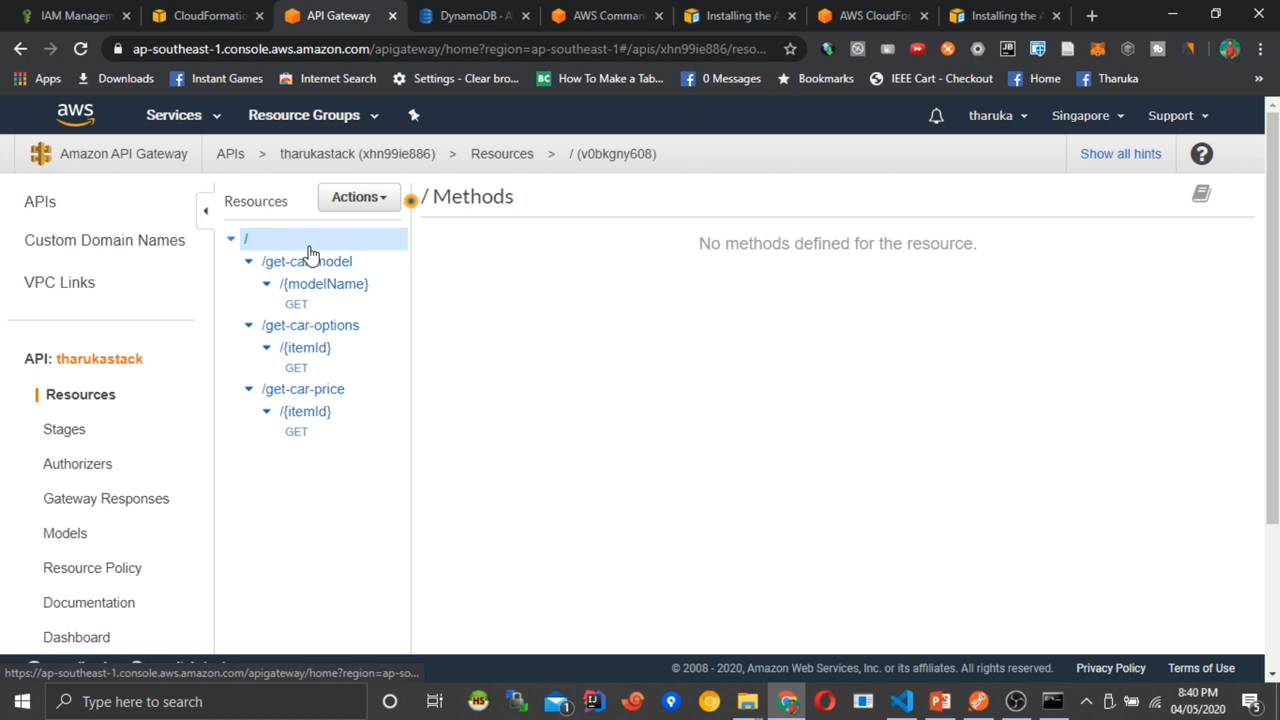 IAM Managem
CloudFormatio
API Gateway
DynamoDB · A
AWS Comman
Installing the A
AWS CloudFor
Installing the A
ap-southeast-1.console.aws.amazon.com/apigateway/home?region=ap-southeast-1#/apis/xhn99ie886/reso...
Apps
Downloads
Instant Games
Internet Search
Settings - Clear bro...
BC How To Make a Tab...
0 Messages
Bookmarks
IEEE Cart - Checkout
Home
Tharuka
»
aws
Services
Resource Groups
tharuka
Singapore
Support
Amazon API Gateway
APIs > tharukastack (xhn99ie886) > Resources > / (v0bkgny608)
Show all hints
?
APIs
Custom Domain Names
VPC Links
API: tharukastack
Resources
Stages
Authorizers
Gateway Responses
Models
Resource Policy
Documentation
Dashboard
Resources
Actions
/
/get-car-model
/{modelName}
GET
/get-car-options
/{itemId}
GET
/get-car-price
/{itemId}
GET
/ Methods
No methods defined for the resource.
https://ap-southeast-1.console.aws.amazon.com/apigateway/home?region=ap-so...
© 2008 - 2020, Amazon Web Services, Inc. or its affiliates. All rights reserved.
Privacy Policy
Terms of Use
Type here to search
8:40 PM
04/05/2020
5